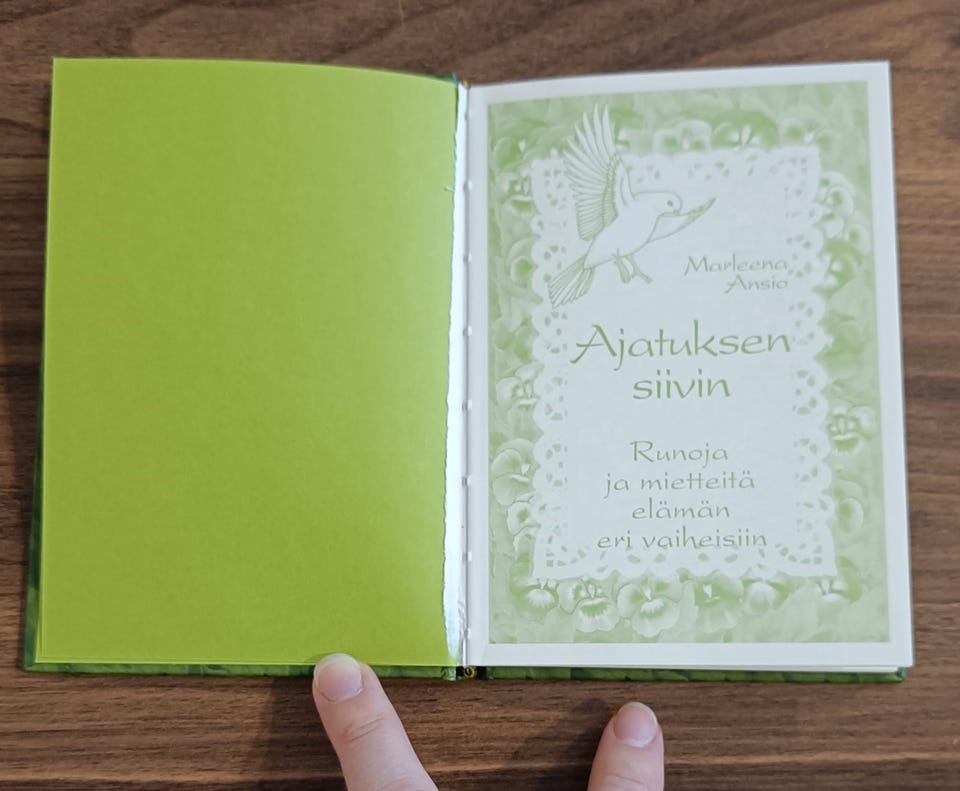 Marleena
Ansio
Ajatuksen
siivin
Runoja
ja mietteitä
elämän
eri vaiheisiin